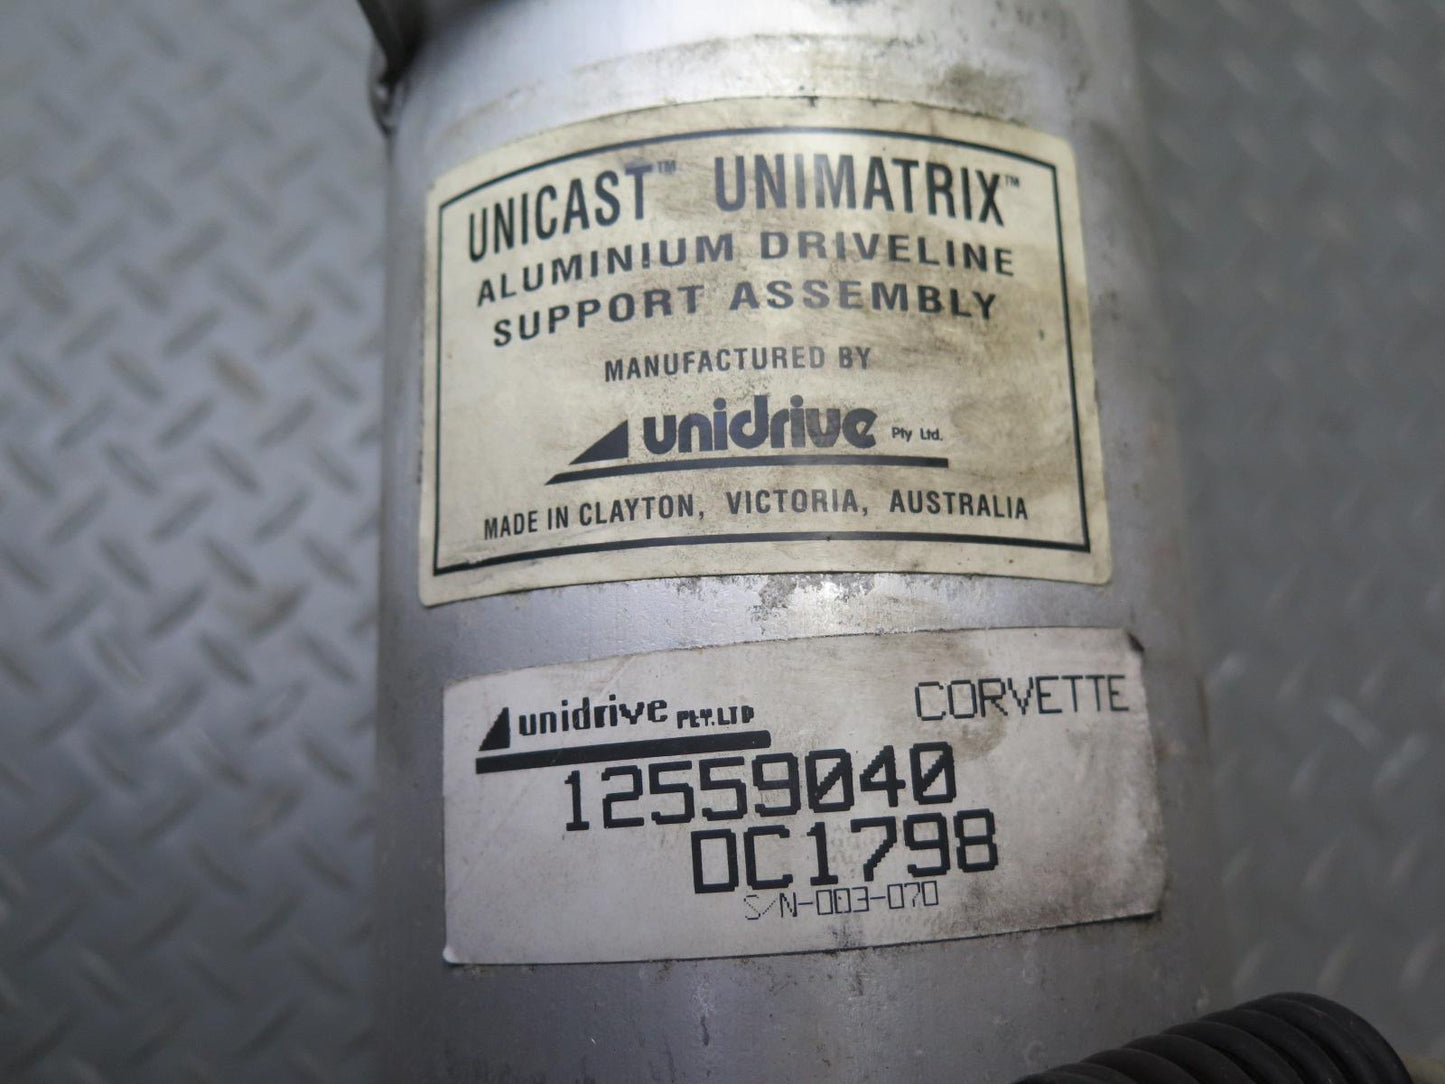 UNICAST™ UNIMATRIX™
ALUMINIUM DRIVELINE
SUPPORT ASSEMBLY
MANUFACTURED BY
unidrive Pty Ltd.
MADE IN CLAYTON, VICTORIA, AUSTRALIA
unidrive PTY.LTD
CORVETTE
12559040
DC1798
S/N-003-070